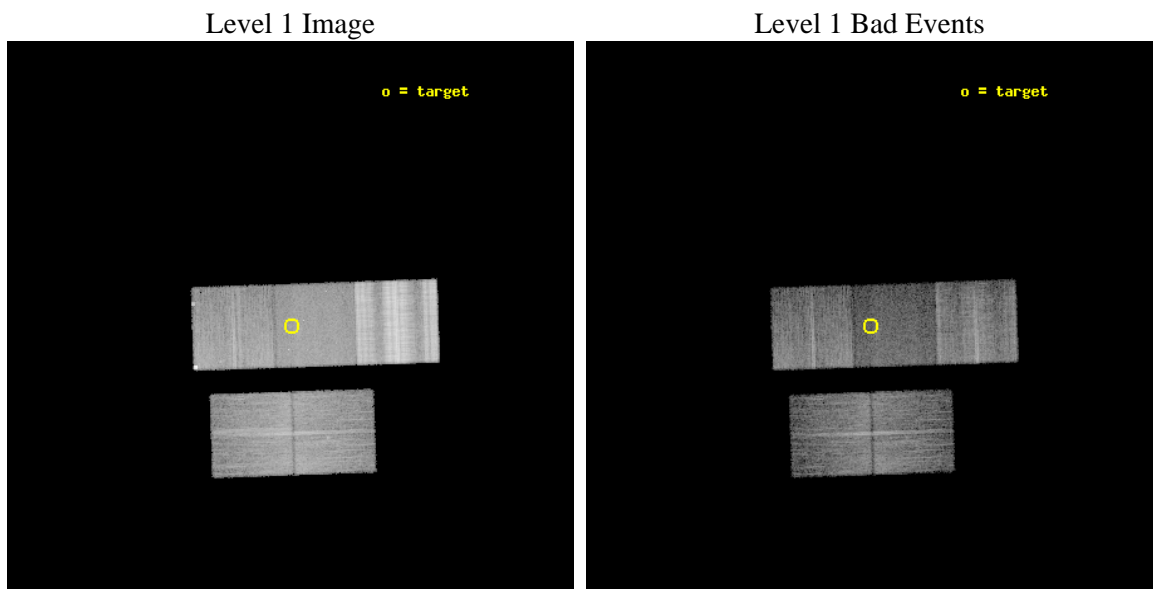 Level 1 Image
Level 1 Bad Events
o = target
o = target